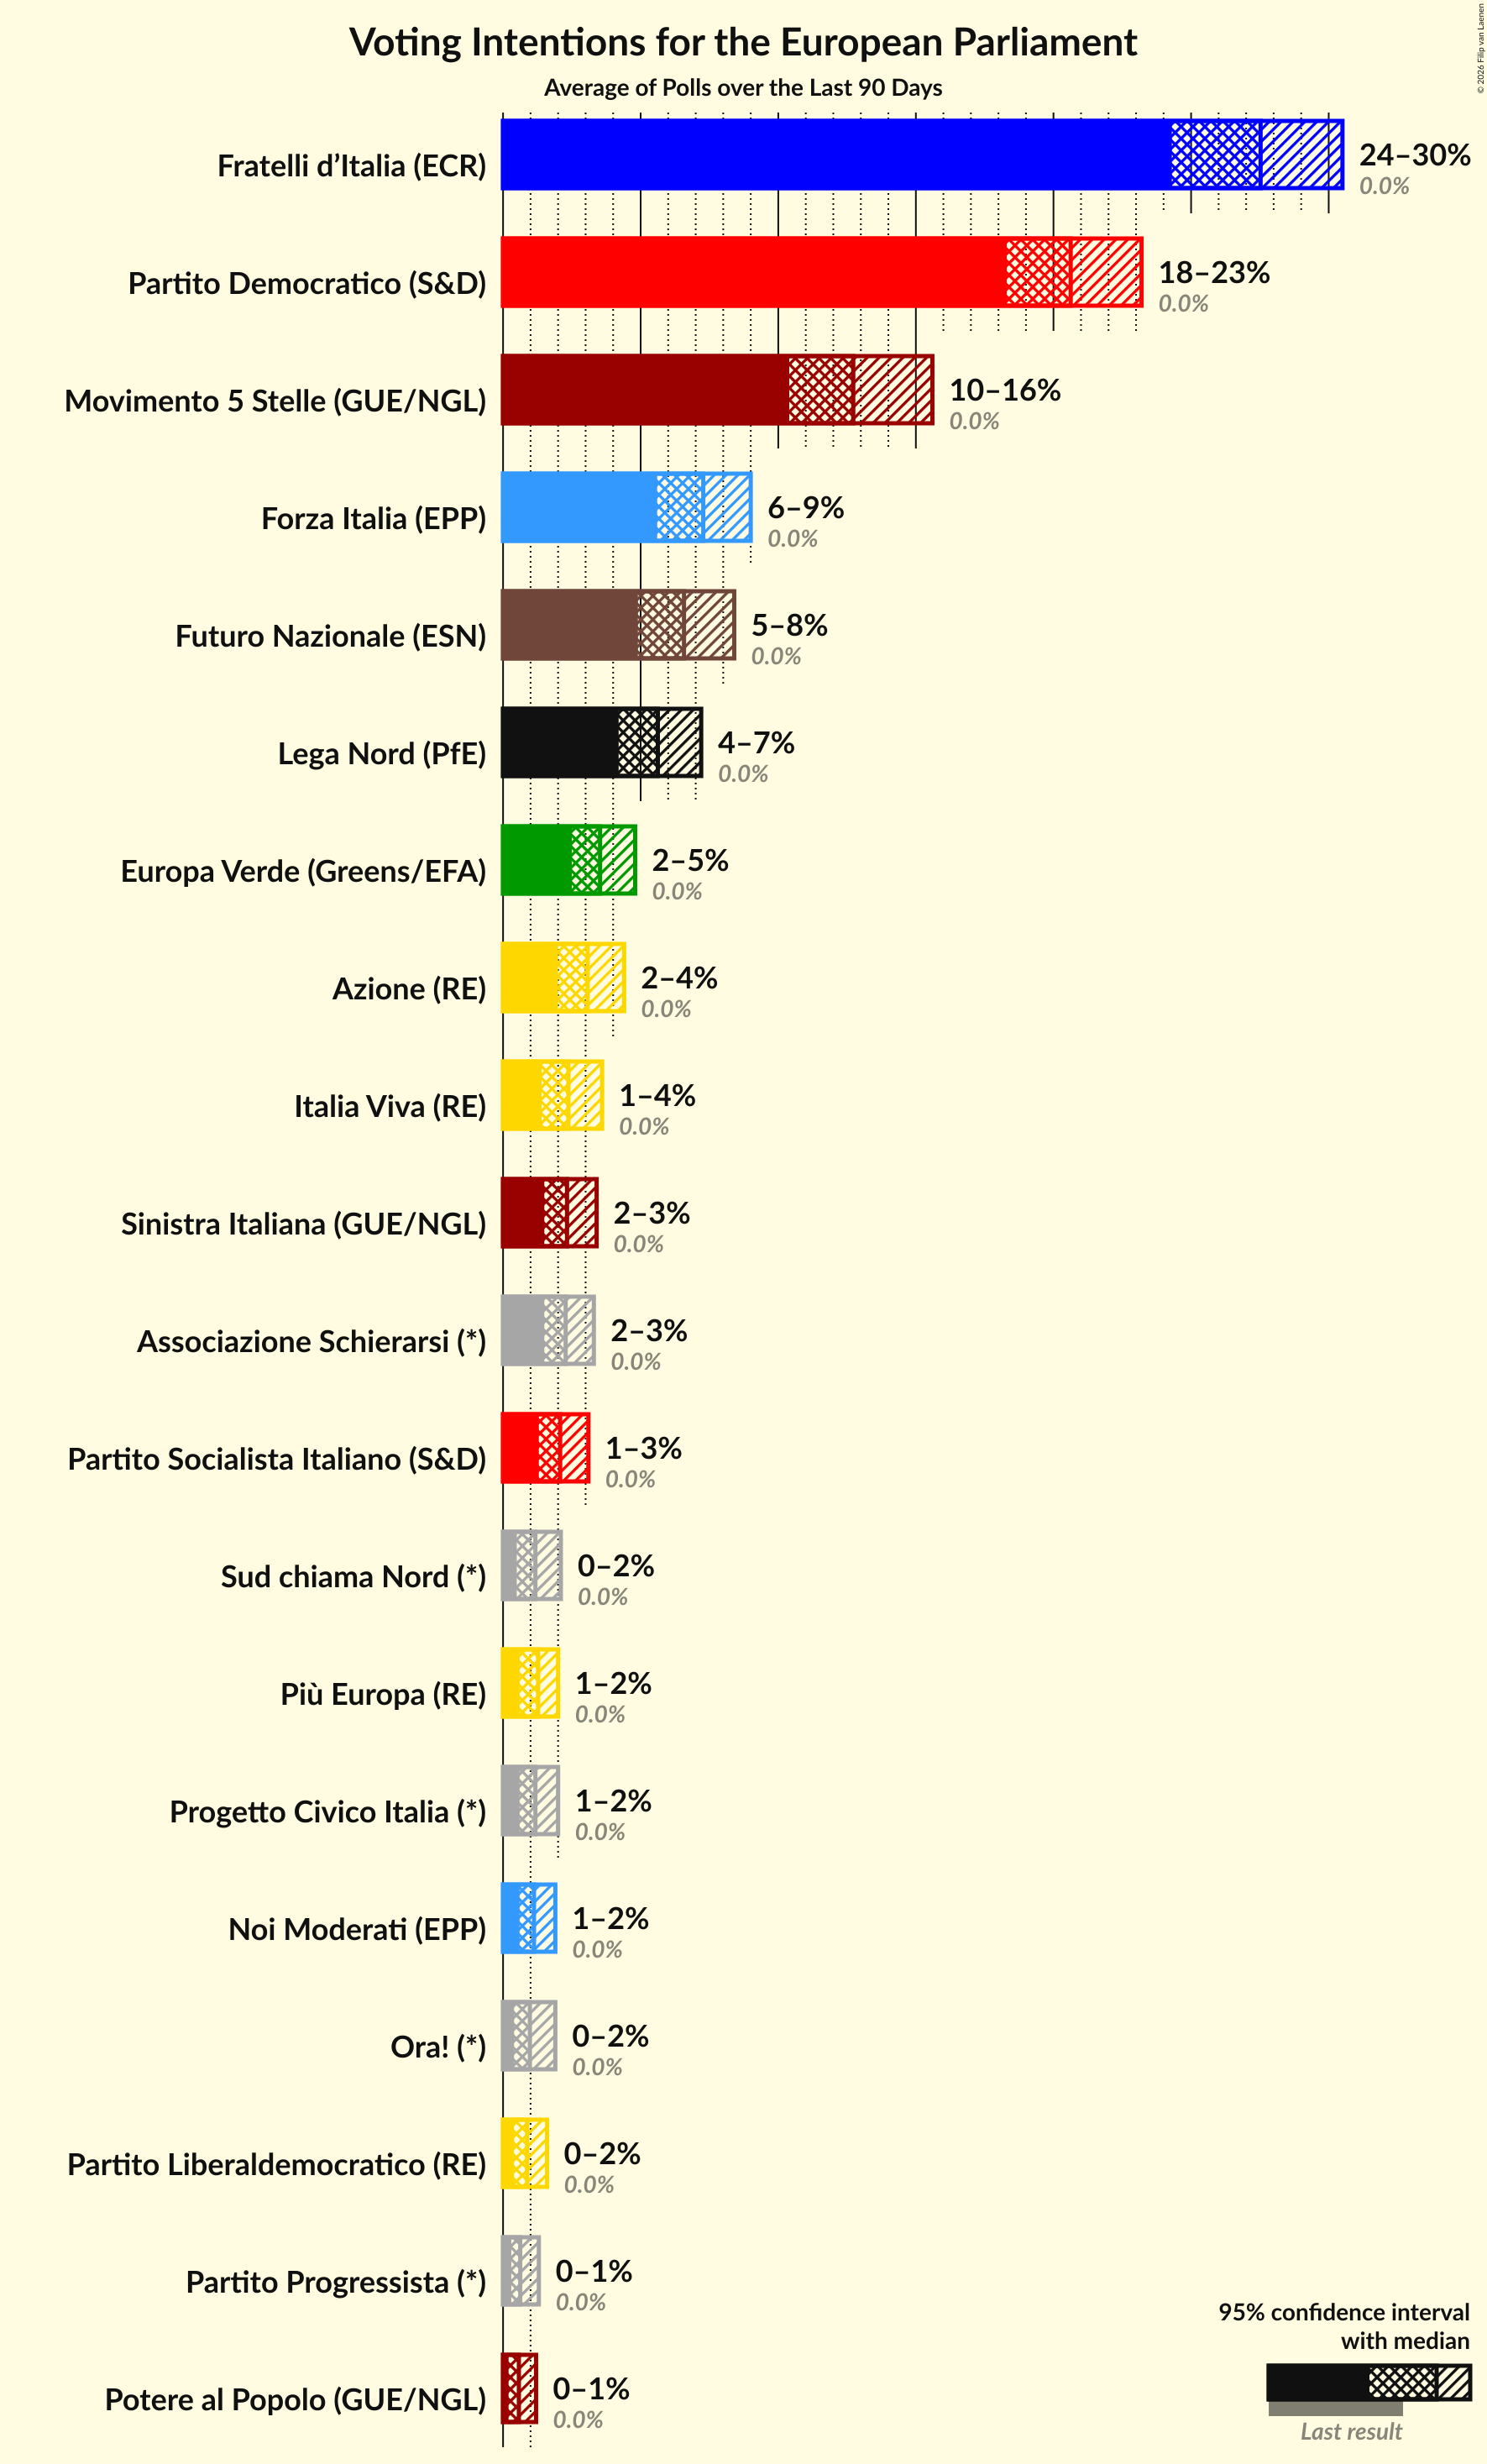 Voting Intentions for the European Parliament
Average of Polls over the Last 90 Days
© 2026 Filip van Laenen
Fratelli d’Italia (ECR)
24–30%
0.0%
Partito Democratico (S&D)
18–23%
0.0%
Movimento 5 Stelle (GUE/NGL)
10–16%
0.0%
Forza Italia (EPP)
6–9%
0.0%
Futuro Nazionale (ESN)
5–8%
0.0%
Lega Nord (PfE)
4–7%
0.0%
Europa Verde (Greens/EFA)
2–5%
0.0%
Azione (RE)
2–4%
0.0%
Italia Viva (RE)
1–4%
0.0%
Sinistra Italiana (GUE/NGL)
2–3%
0.0%
Associazione Schierarsi (*)
2–3%
0.0%
Partito Socialista Italiano (S&D)
1–3%
0.0%
Sud chiama Nord (*)
0–2%
0.0%
Più Europa (RE)
1–2%
0.0%
Progetto Civico Italia (*)
1–2%
0.0%
Noi Moderati (EPP)
1–2%
0.0%
Ora! (*)
0–2%
0.0%
Partito Liberaldemocratico (RE)
0–2%
0.0%
Partito Progressista (*)
0–1%
0.0%
Potere al Popolo (GUE/NGL)
0–1%
0.0%
95% confidence interval
with median
Last result